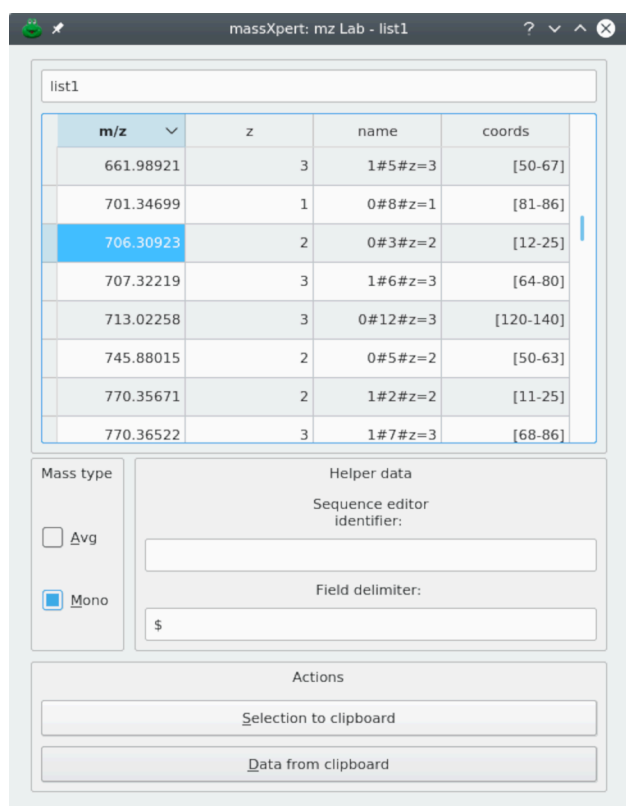 massXpert: mz Lab - list1
list1
m/z z name coords
661.98921 3 1#5#z=3 [50-67]
701.34699 1 0#8#z=1 [81-86]
706.30923 2 0#3#z=2 [12-25]
707.32219 3 1#6#z=3 [64-80]
713.02258 3 0#12#z=3 [120-140]
745.88015 2 0#5#z=2 [50-63]
770.35671 2 1#2#z=2 [11-25]
770.36522 3 1#7#z=3 [68-86]
Mass type
Avg
Mono
Helper data
Sequence editor
identifier:
Field delimiter:
$
Actions
Selection to clipboard
Data from clipboard